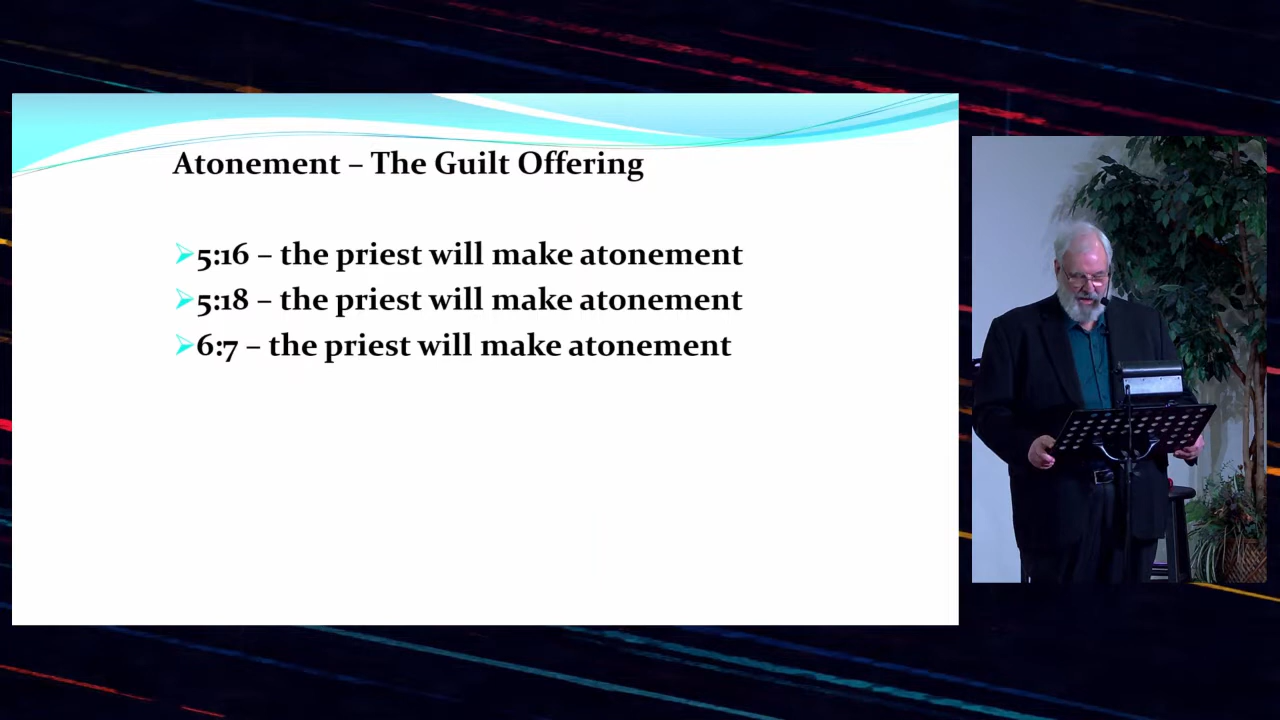 Atonement – The Guilt Offering
5:16 – the priest will make atonement
5:18 – the priest will make atonement
6:7 – the priest will make atonement